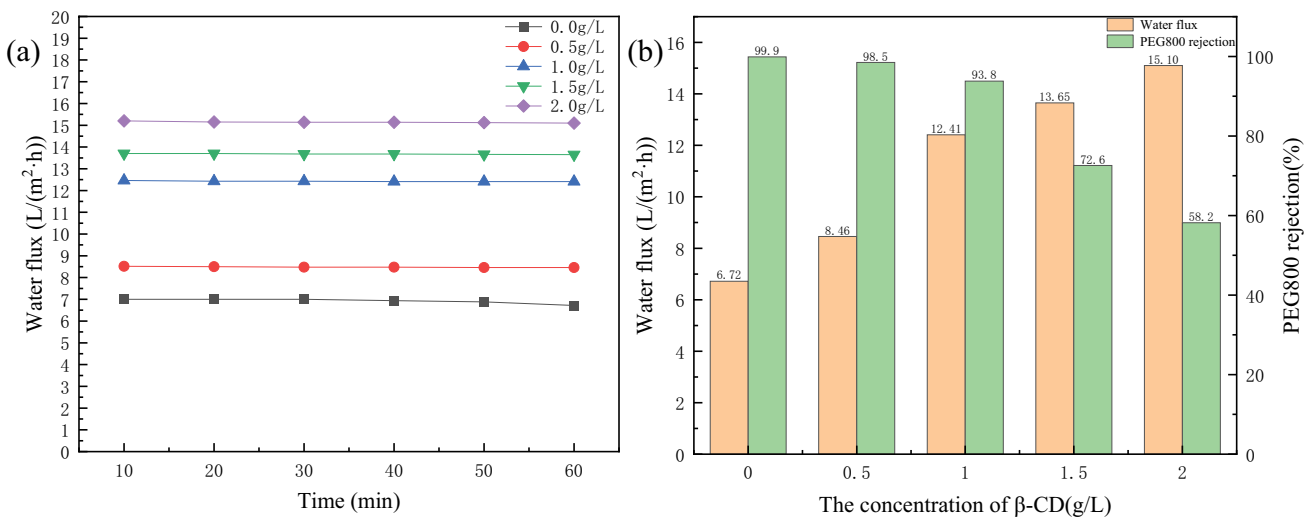 (a)
Water flux (L/(m²·h))
20
19
18
17
16
15
14
13
12
11
10
9
8
7
6
5
4
3
2
1
0
10 20 30 40 50 60
Time (min)
0.0g/L
0.5g/L
1.0g/L
1.5g/L
2.0g/L
(b)
Water flux
PEG800 rejection
Water flux (L/(m²·h))
16
14
12
10
8
6
4
2
0
6.72
99.9
8.46
98.5
12.41
93.8
13.65
72.6
15.10
58.2
100
80
60
40
20
0
PEG800 rejection(%)
0 0.5 1 1.5 2
The concentration of β-CD(g/L)